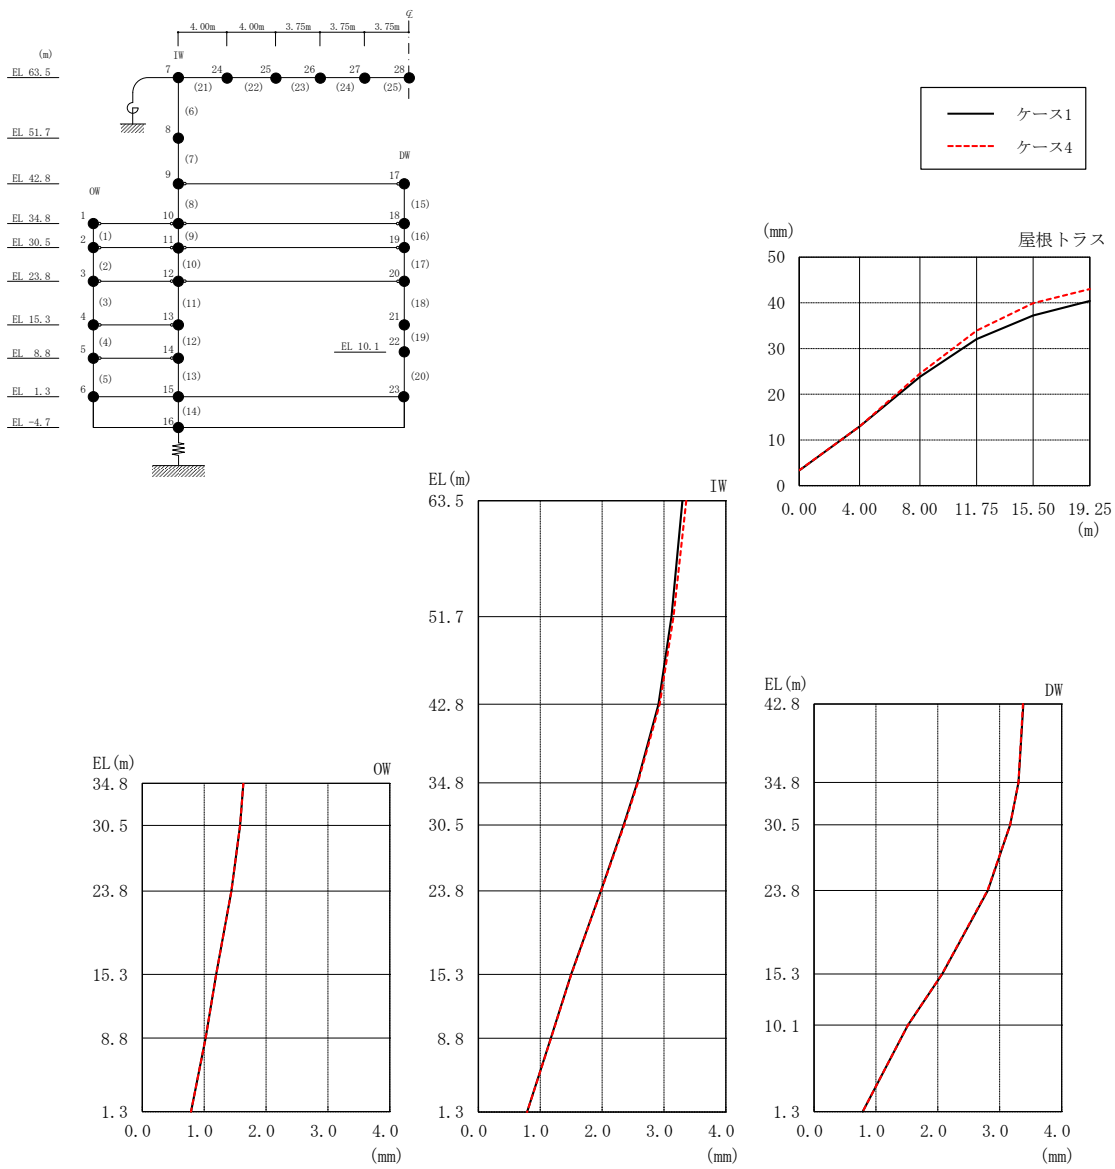 4.00m 4.00m 3.75m 3.75m 3.75m
(m)
IW
EL 63.5 7 24 25 26 27 28
(21) (22) (23) (24) (25)
(6)
EL 51.7 8
(7)
DW
EL 42.8 9 17
OW
(8) (15)
EL 34.8 1 10 18
(1) (9) (16)
EL 30.5 2 11 19
(2) (10) (17)
EL 23.8 3 12 20
(3) (11) (18)
EL 15.3 4 13 21
(4) (12) (19)
EL 10.1 22
EL 8.8 5 14
(5) (13) (20)
EL 1.3 6 15 23
(14)
EL -4.7 16
ケース1
ケース4
(mm)
屋根トラス
50
40
30
20
10
0
0.00 4.00 8.00 11.75 15.50 19.25
(m)
EL(m)
IW
63.5
51.7
42.8
34.8
30.5
23.8
15.3
8.8
1.3
0.0 1.0 2.0 3.0 4.0
(mm)
EL(m)
OW
34.8
30.5
23.8
15.3
8.8
1.3
0.0 1.0 2.0 3.0 4.0
(mm)
EL(m)
DW
42.8
34.8
30.5
23.8
15.3
10.1
1.3
0.0 1.0 2.0 3.0 4.0
(mm)